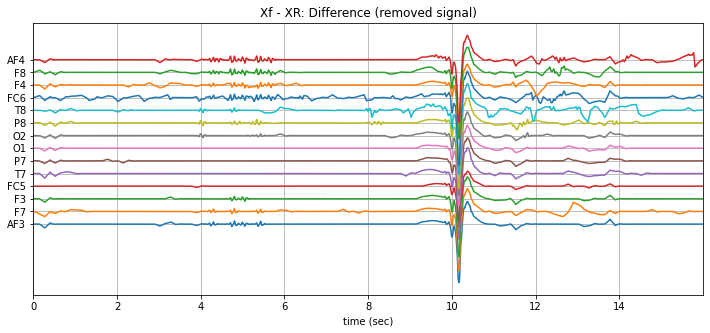 Xf - XR: Difference (removed signal)
AF4
F8
F4
FC6
T8
P8
O2
O1
P7
T7
FC5
F3
F7
AF3
0 2 4 6 8 10 12 14
time (sec)